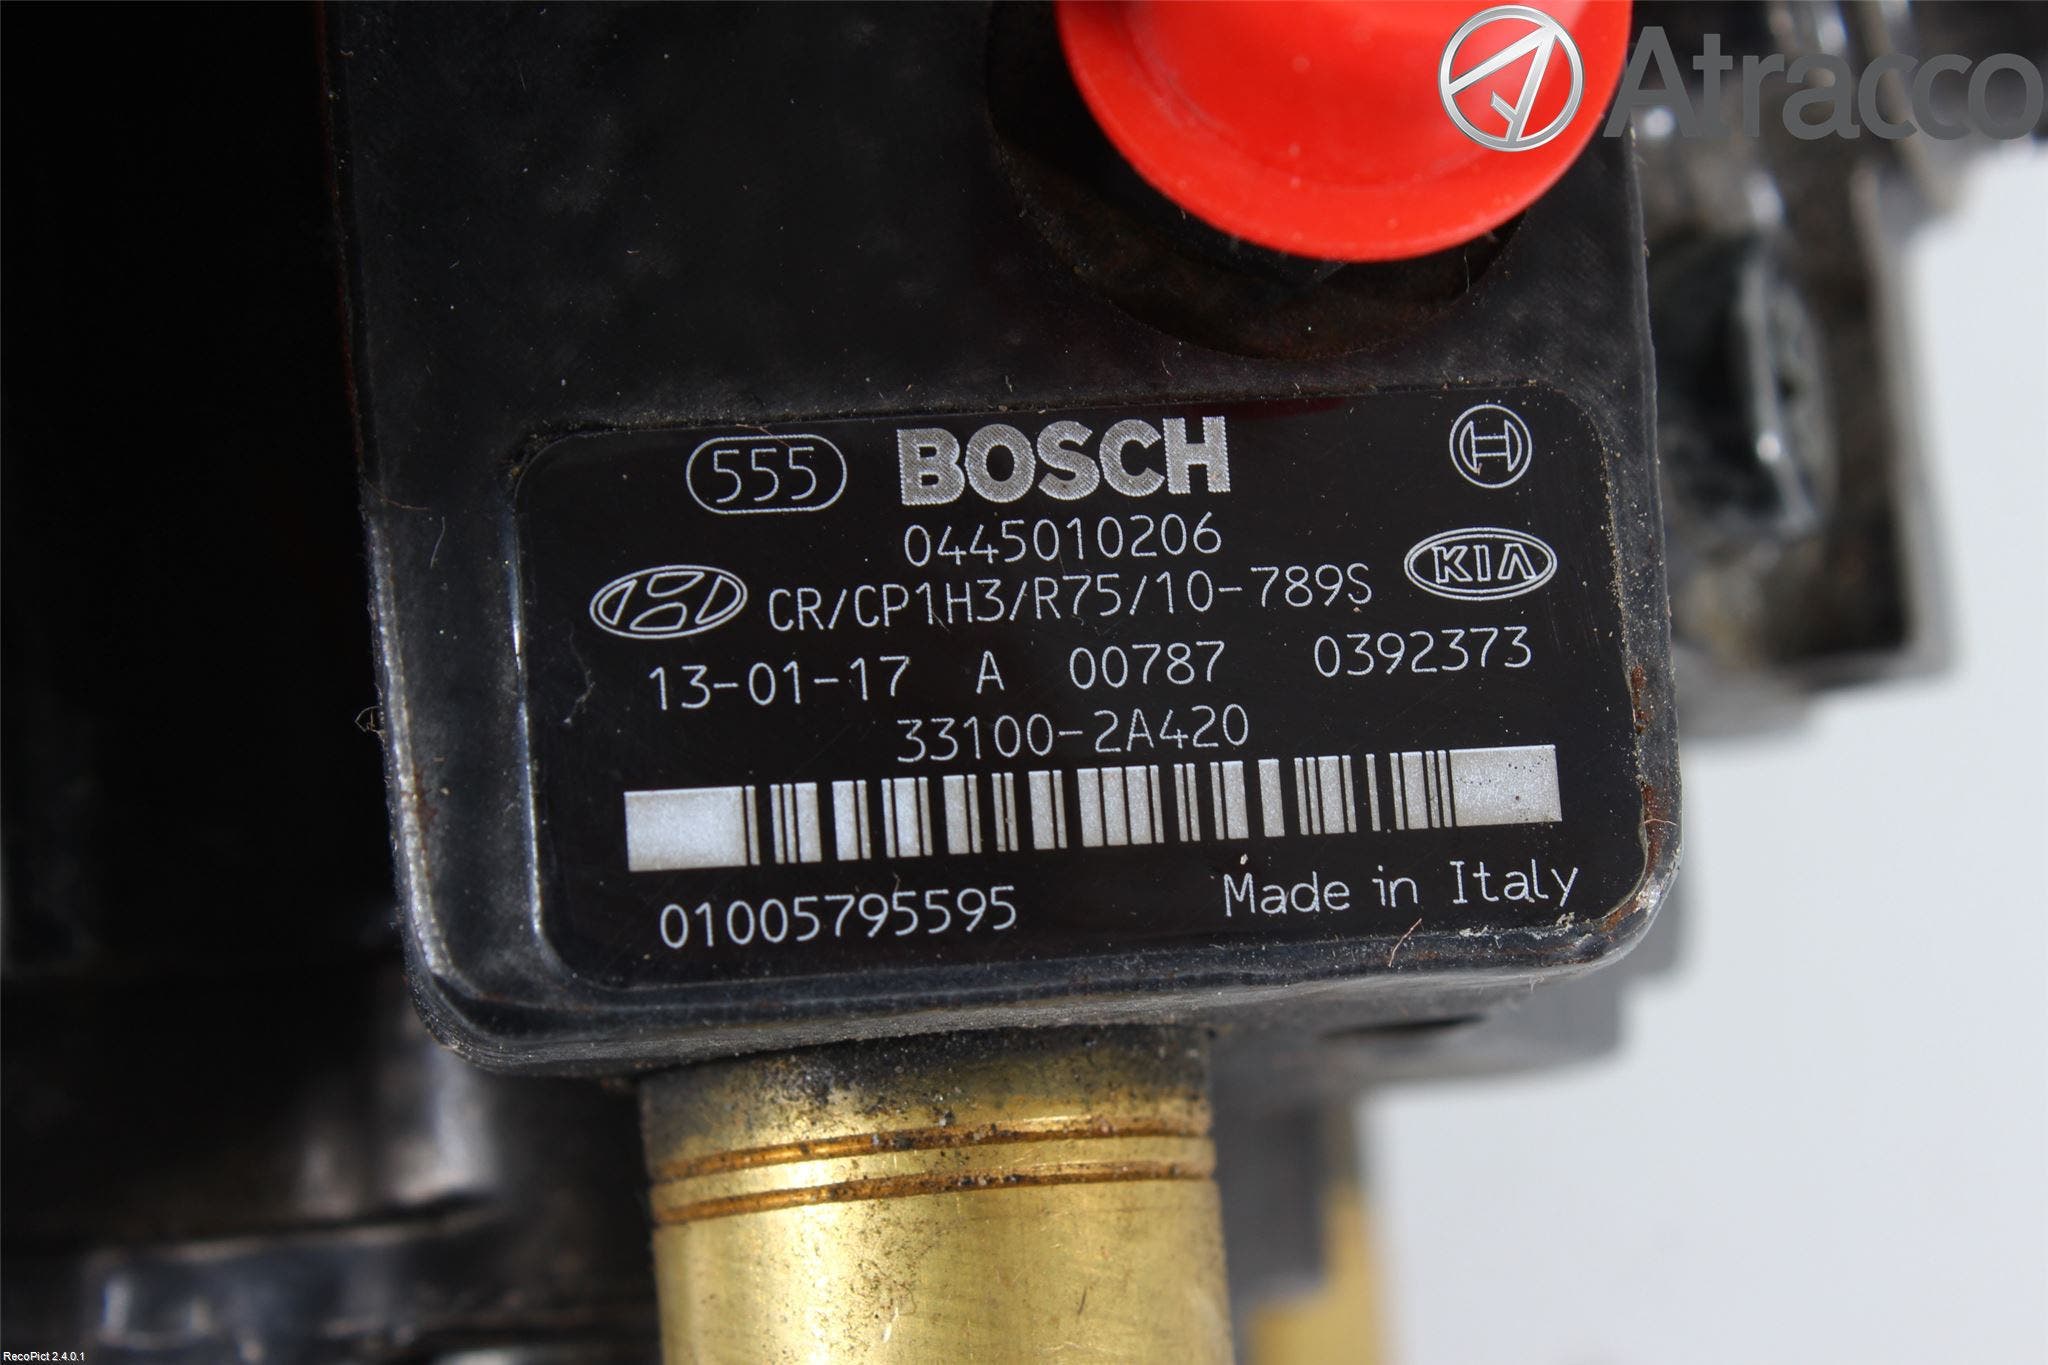 Atracco
555 BOSCH
0445010206
CR/CP1H3/R75/10-789S KIA
13-01-17 A 00787 0392373
33100-2A420
01005795595 Made in Italy
RecoPict 2.4.0.1